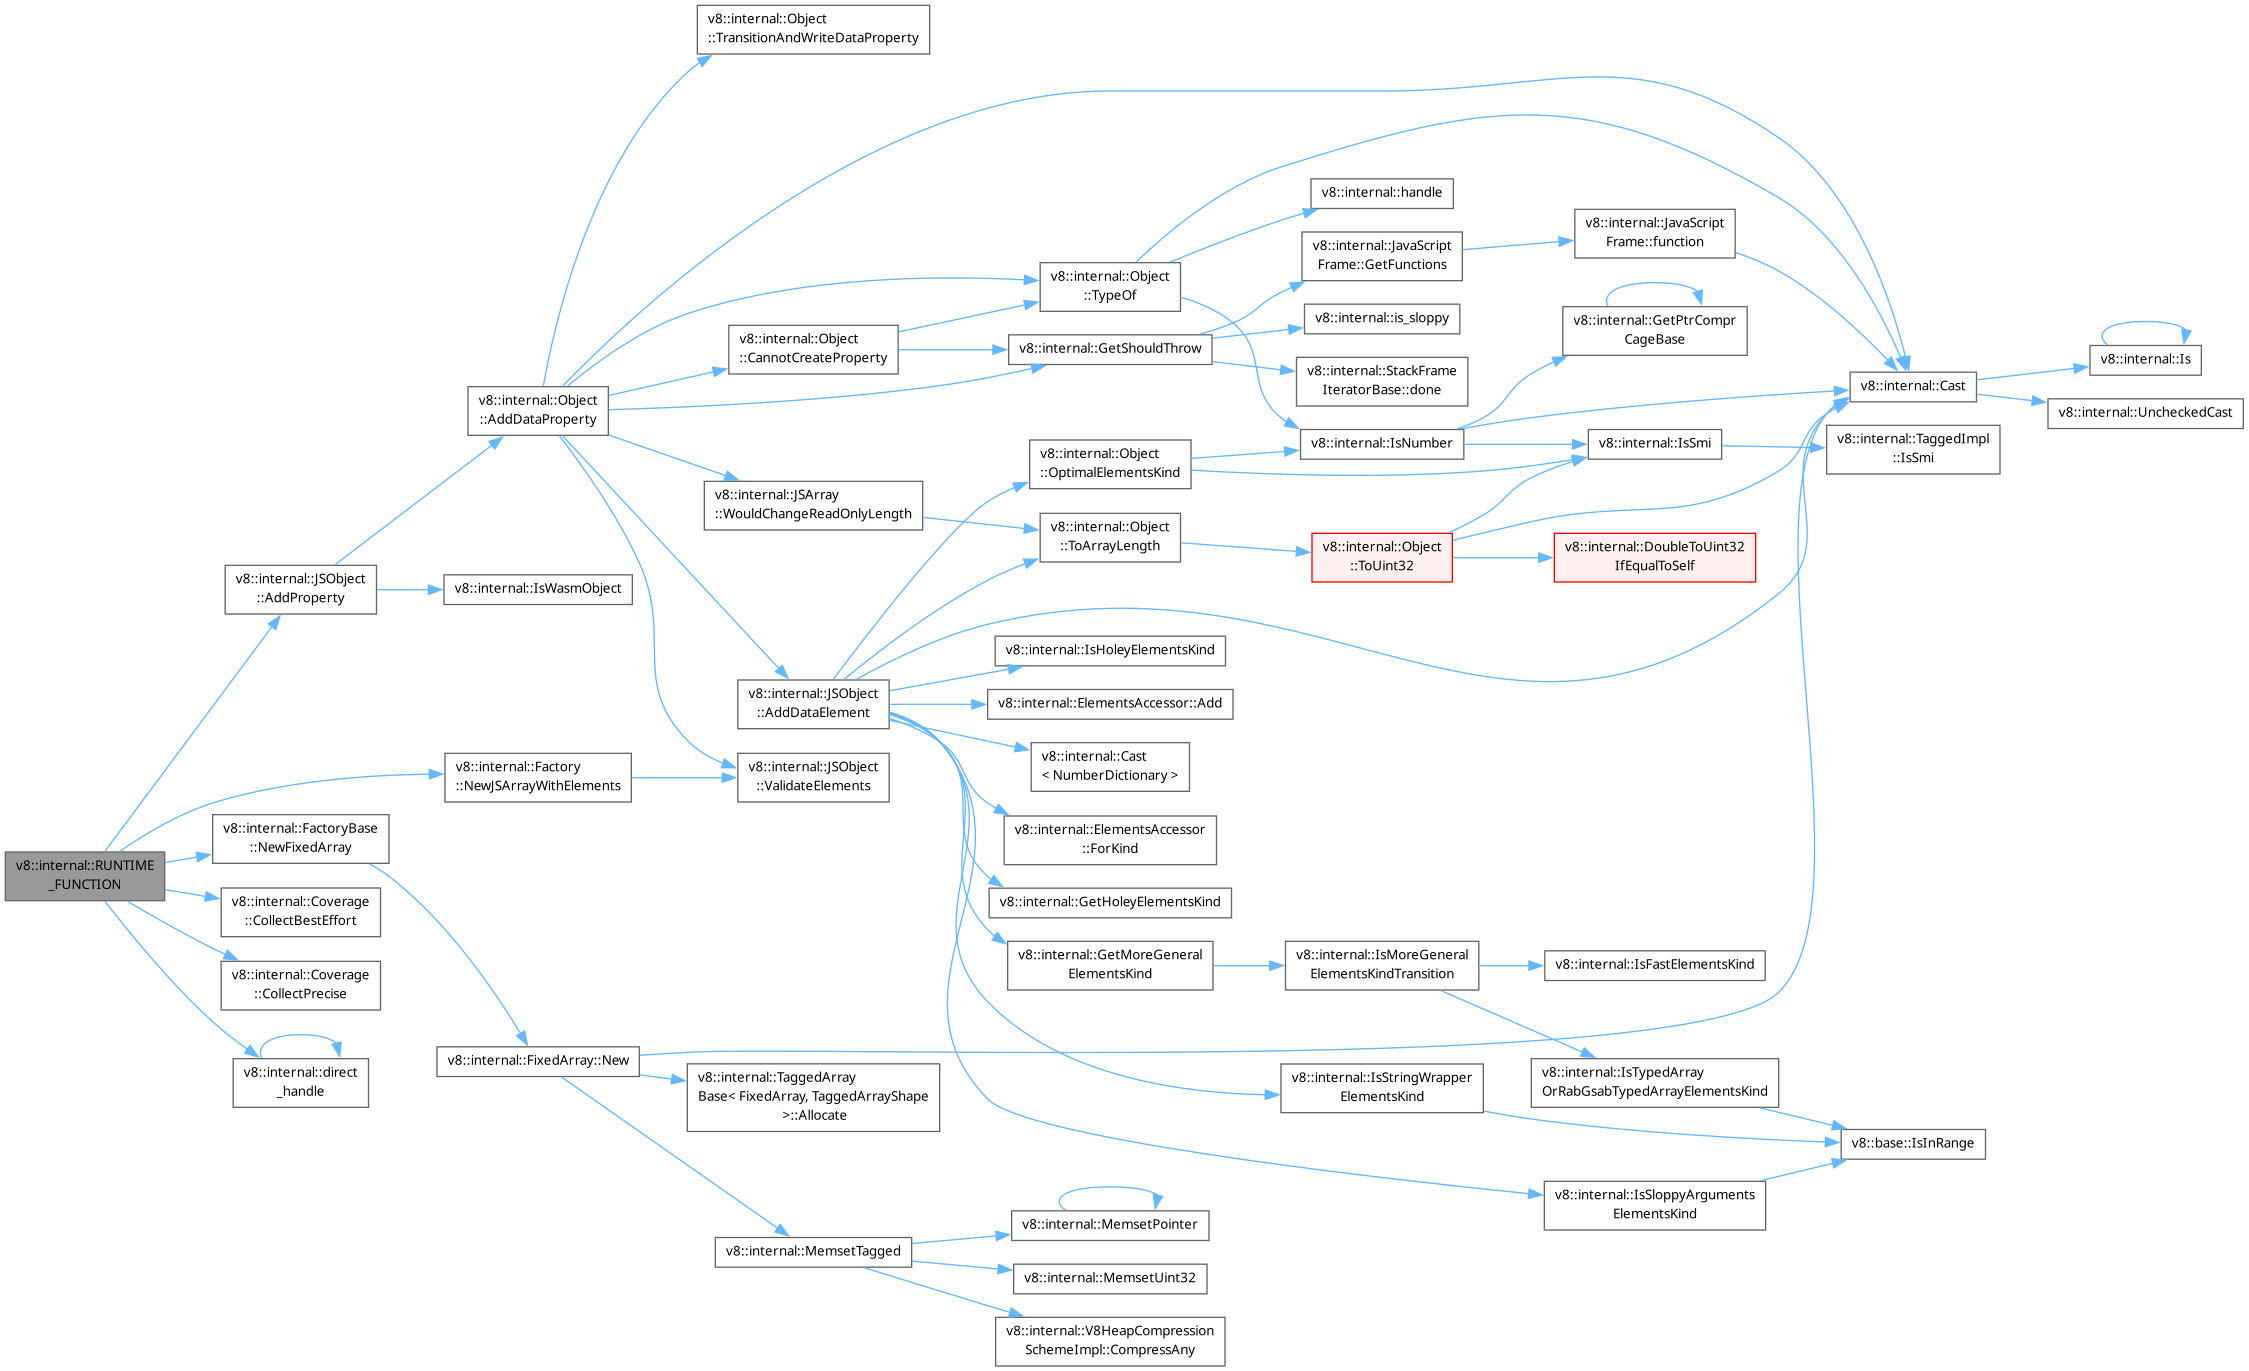 v8::internal::Object
::TransitionAndWriteDataProperty
v8::internal::handle
v8::internal::JavaScript
Frame::function
v8::internal::JavaScript
Frame::GetFunctions
v8::internal::Object
::TypeOf
v8::internal::is_sloppy
v8::internal::GetPtrCompr
CageBase
v8::internal::Object
::CannotCreateProperty
v8::internal::GetShouldThrow
v8::internal::StackFrame
IteratorBase::done
v8::internal::Is
v8::internal::Cast
v8::internal::UncheckedCast
v8::internal::Object
::AddDataProperty
v8::internal::IsNumber
v8::internal::IsSmi
v8::internal::TaggedImpl
::IsSmi
v8::internal::Object
::OptimalElementsKind
v8::internal::JSArray
::WouldChangeReadOnlyLength
v8::internal::Object
::ToArrayLength
v8::internal::Object
::ToUint32
v8::internal::DoubleToUint32
IfEqualToSelf
v8::internal::JSObject
::AddProperty
v8::internal::IsWasmObject
v8::internal::IsHoleyElementsKind
v8::internal::JSObject
::AddDataElement
v8::internal::ElementsAccessor::Add
v8::internal::Cast
< NumberDictionary >
v8::internal::Factory
::NewJSArrayWithElements
v8::internal::JSObject
::ValidateElements
v8::internal::FactoryBase
::NewFixedArray
v8::internal::ElementsAccessor
::ForKind
v8::internal::RUNTIME
_FUNCTION
v8::internal::Coverage
::CollectBestEffort
v8::internal::GetHoleyElementsKind
v8::internal::Coverage
::CollectPrecise
v8::internal::GetMoreGeneral
ElementsKind
v8::internal::IsMoreGeneral
ElementsKindTransition
v8::internal::IsFastElementsKind
v8::internal::direct
_handle
v8::internal::FixedArray::New
v8::internal::TaggedArray
Base< FixedArray, TaggedArrayShape
>::Allocate
v8::internal::IsStringWrapper
ElementsKind
v8::internal::IsTypedArray
OrRabGsabTypedArrayElementsKind
v8::base::IsInRange
v8::internal::IsSloppyArguments
ElementsKind
v8::internal::MemsetPointer
v8::internal::MemsetTagged
v8::internal::MemsetUint32
v8::internal::V8HeapCompression
SchemeImpl::CompressAny